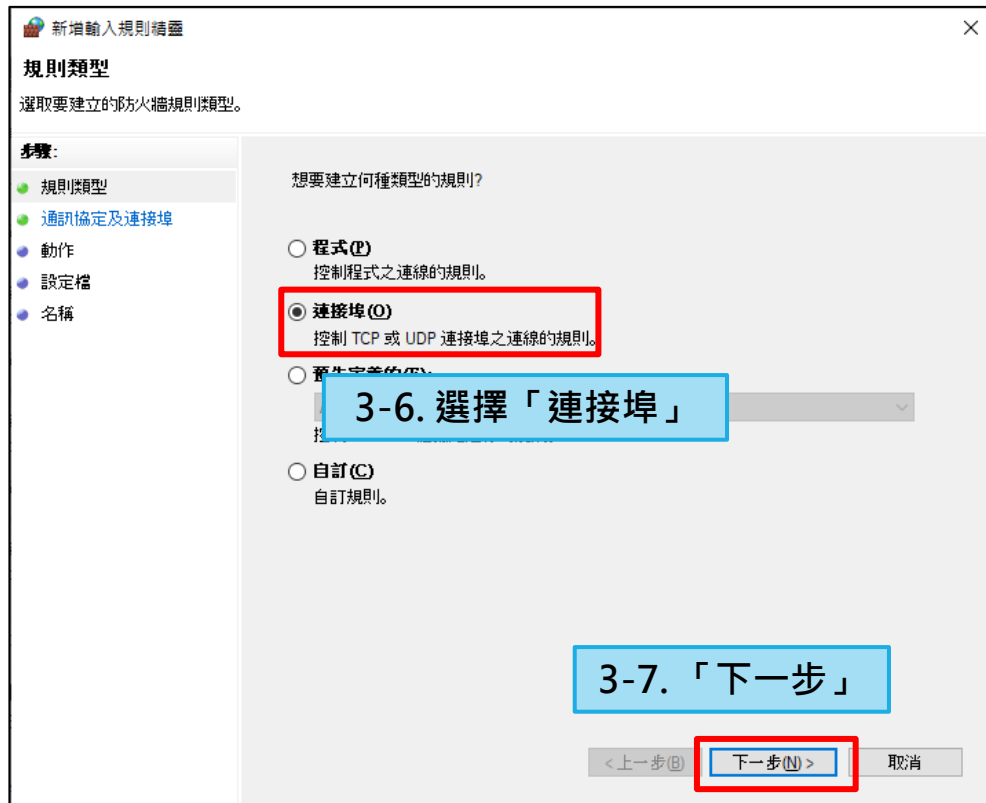 新增輸入規則精靈
規則類型
選取要建立的防火牆規則類型。
步驟:
規則類型
通訊協定及連接埠
動作
設定檔
名稱
想要建立何種類型的規則?
程式(P)
控制程式之連線的規則。
連接埠(O)
控制 TCP 或 UDP 連接埠之連線的規則。
3-6. 選擇「連接埠」
自訂(C)
自訂規則。
3-7. 「下一步」
<上一步(B)
下一步(N) >
取消